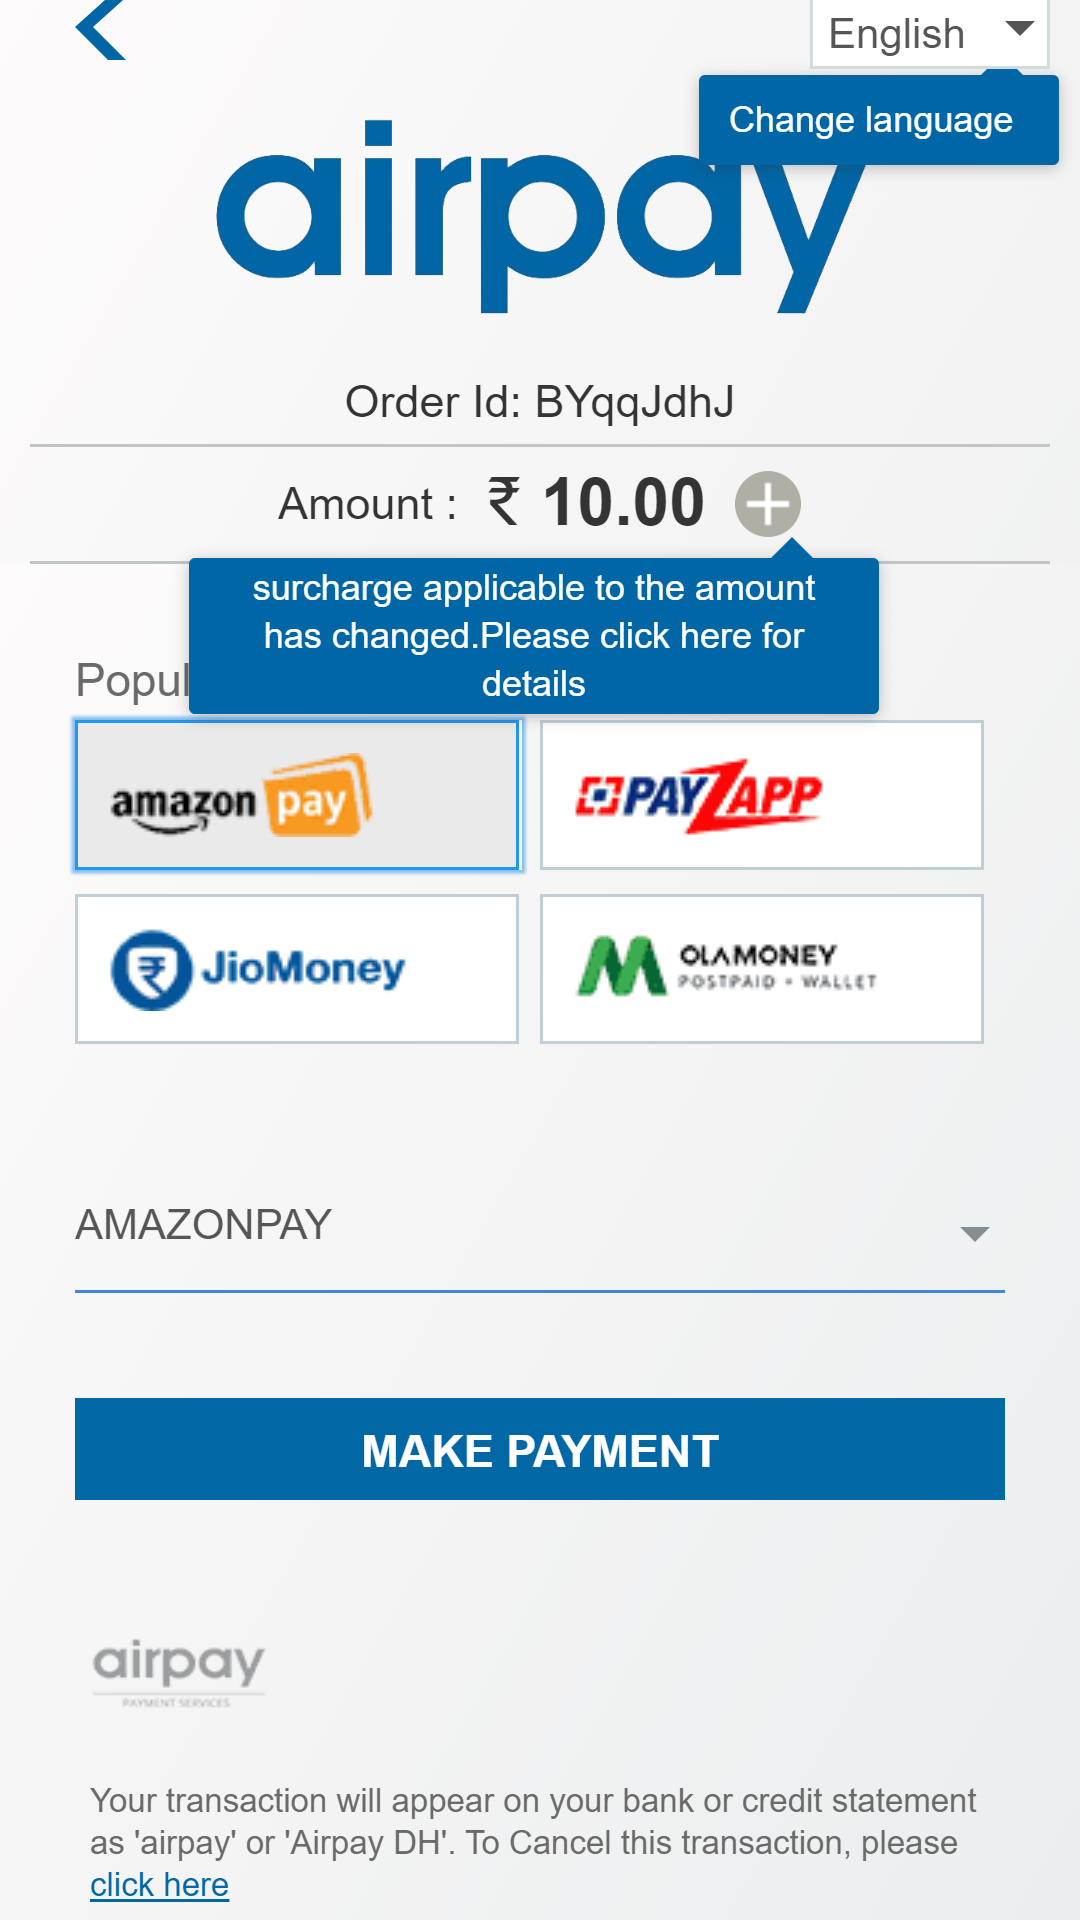 English
Change language
airpay
Order Id: BYqqJdhJ
Amount : ₹ 10.00
surcharge applicable to the amount
has changed.Please click here for
details
Popul
amazon pay
PAYZAPP
JioMoney
OLAMONEY
POSTPAID + WALLET
AMAZONPAY
MAKE PAYMENT
airpay
PAYMENT SERVICES
Your transaction will appear on your bank or credit statement
as 'airpay' or 'Airpay DH'. To Cancel this transaction, please
click here